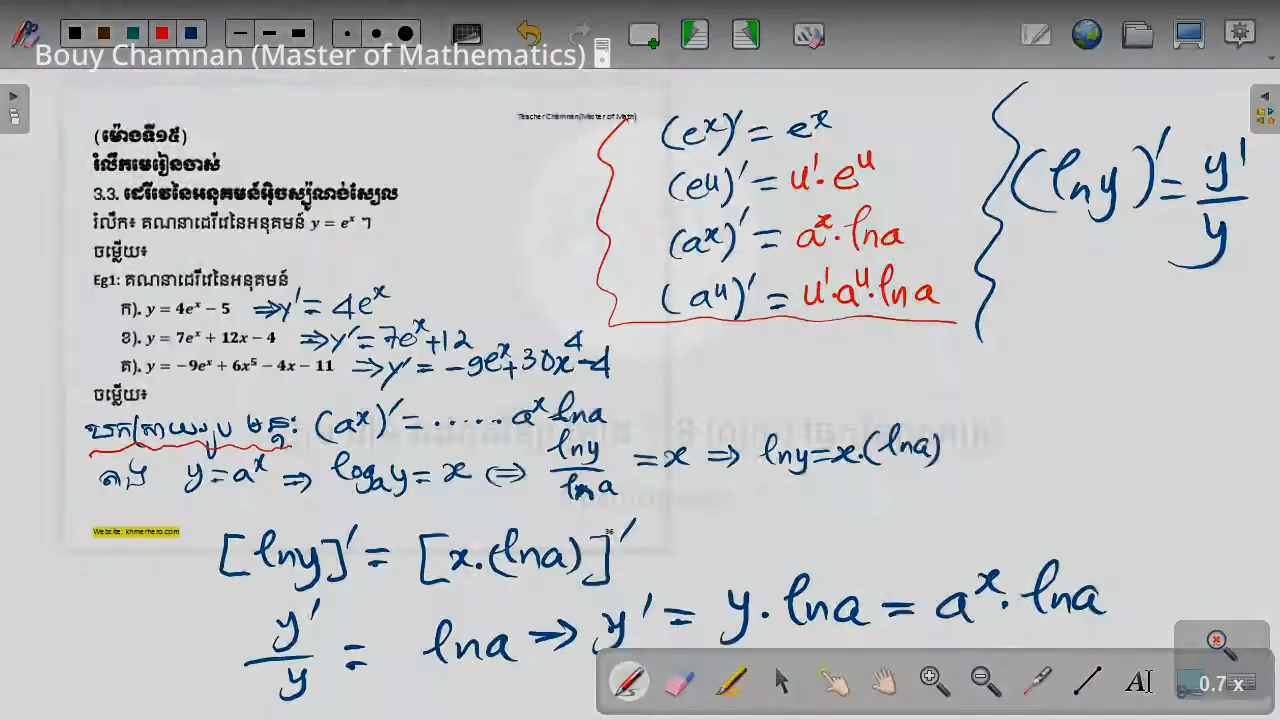 Bouy Chamnan (Master of Mathematics)
Teacher Chamnan(Master of Math)
(ម៉ោងទី១៥)
រំលឹកមេរៀនចាស់
3.3. ដេរីវេនៃអនុគមន៍អ៊ិចស្ប៉ូណង់ស្យែល
រំលឹក៖ គណនាដេរីវេនៃអនុគមន៍ y = eˣ ។
ចម្លើយ៖
Eg1: គណនាដេរីវេនៃអនុគមន៍
ក). y = 4eˣ − 5 ⇒ y' = 4eˣ
ខ). y = 7eˣ + 12x − 4 ⇒ y' = 7eˣ + 12
គ). y = −9eˣ + 6x⁵ − 4x − 11 ⇒ y' = −9eˣ + 30x⁴ − 4
ចម្លើយ៖
(eˣ)' = eˣ
(eᵘ)' = u'·eᵘ
(aˣ)' = aˣ·lna
(aᵘ)' = u'·aᵘ·lna
(lny)' = y'/y
(aˣ)' = ..... aˣ lna
តាង y = aˣ ⇒ logₐy = x ⇔ lny/lna = x ⇒ lny = x.(lna)
Website: khmerhero.com
36
[lny]' = [x.(lna)]'
y'/y = lna ⇒ y' = y · lna = aˣ · lna
AI
0.7 x